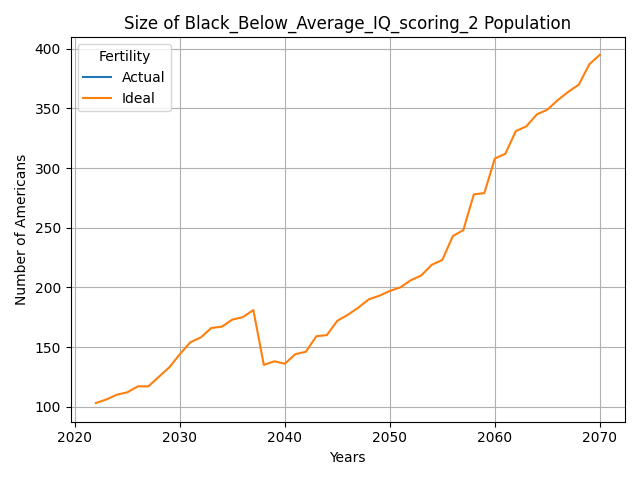 Size of Black_Below_Average_IQ_scoring_2 Population
Fertility
Actual
Ideal
Number of Americans
400
350
300
250
200
150
100
2020 2030 2040 2050 2060 2070
Years